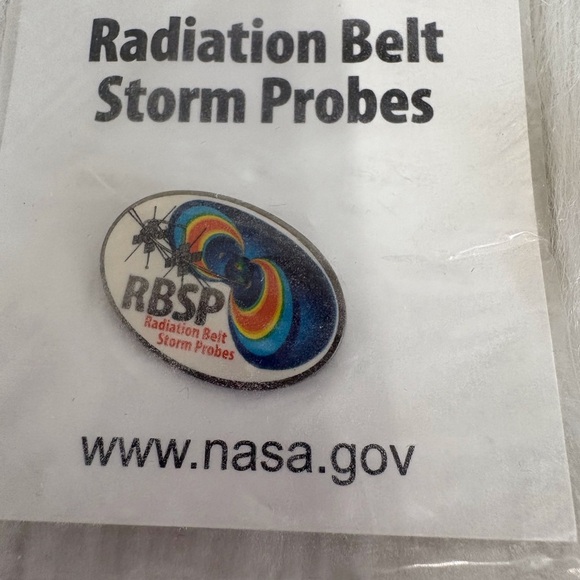 Radiation Belt
Storm Probes
RBSP
Radiation Belt
Storm Probes
www.nasa.gov